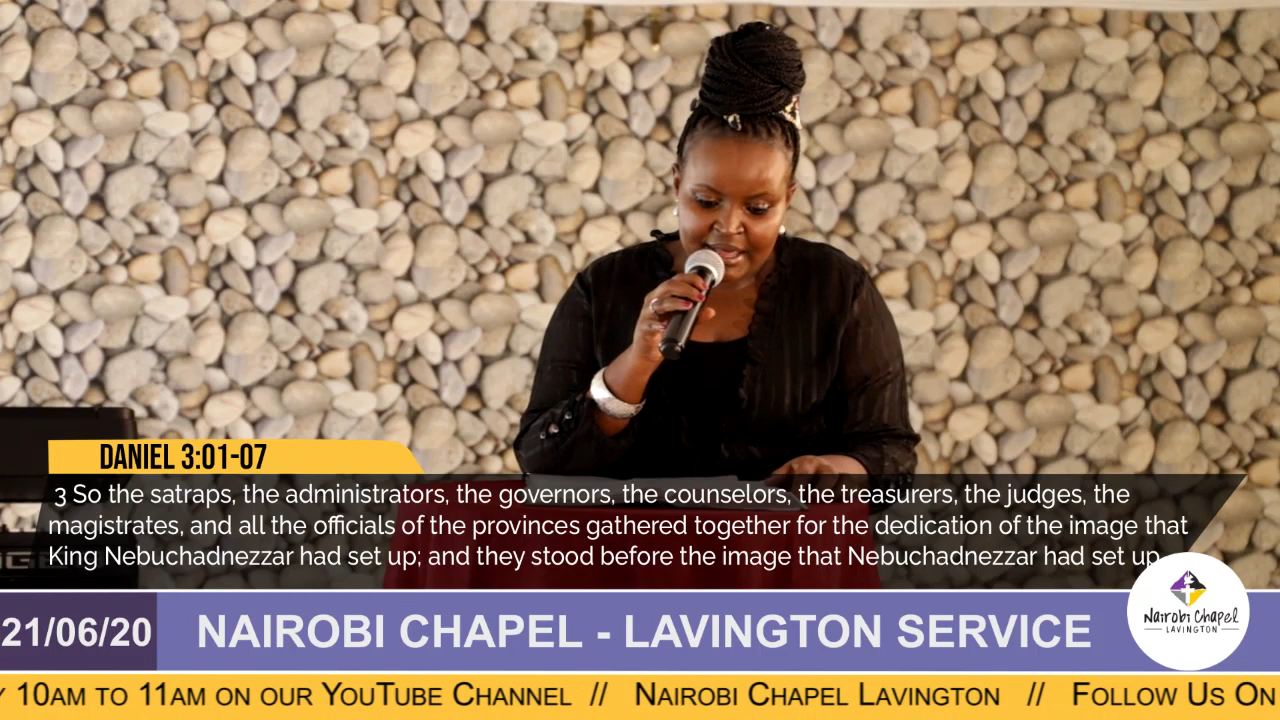 DANIEL 3:01-07
3 So the satraps, the administrators, the governors, the counselors, the treasurers, the judges, the
magistrates, and all the officials of the provinces gathered together for the dedication of the image that
King Nebuchadnezzar had set up; and they stood before the image that Nebuchadnezzar had set up
Nairobi Chapel
LAVINGTON
21/06/20
NAIROBI CHAPEL - LAVINGTON SERVICE
10AM TO 11AM ON OUR YOUTUBE CHANNEL // NAIROBI CHAPEL LAVINGTON // FOLLOW US ON